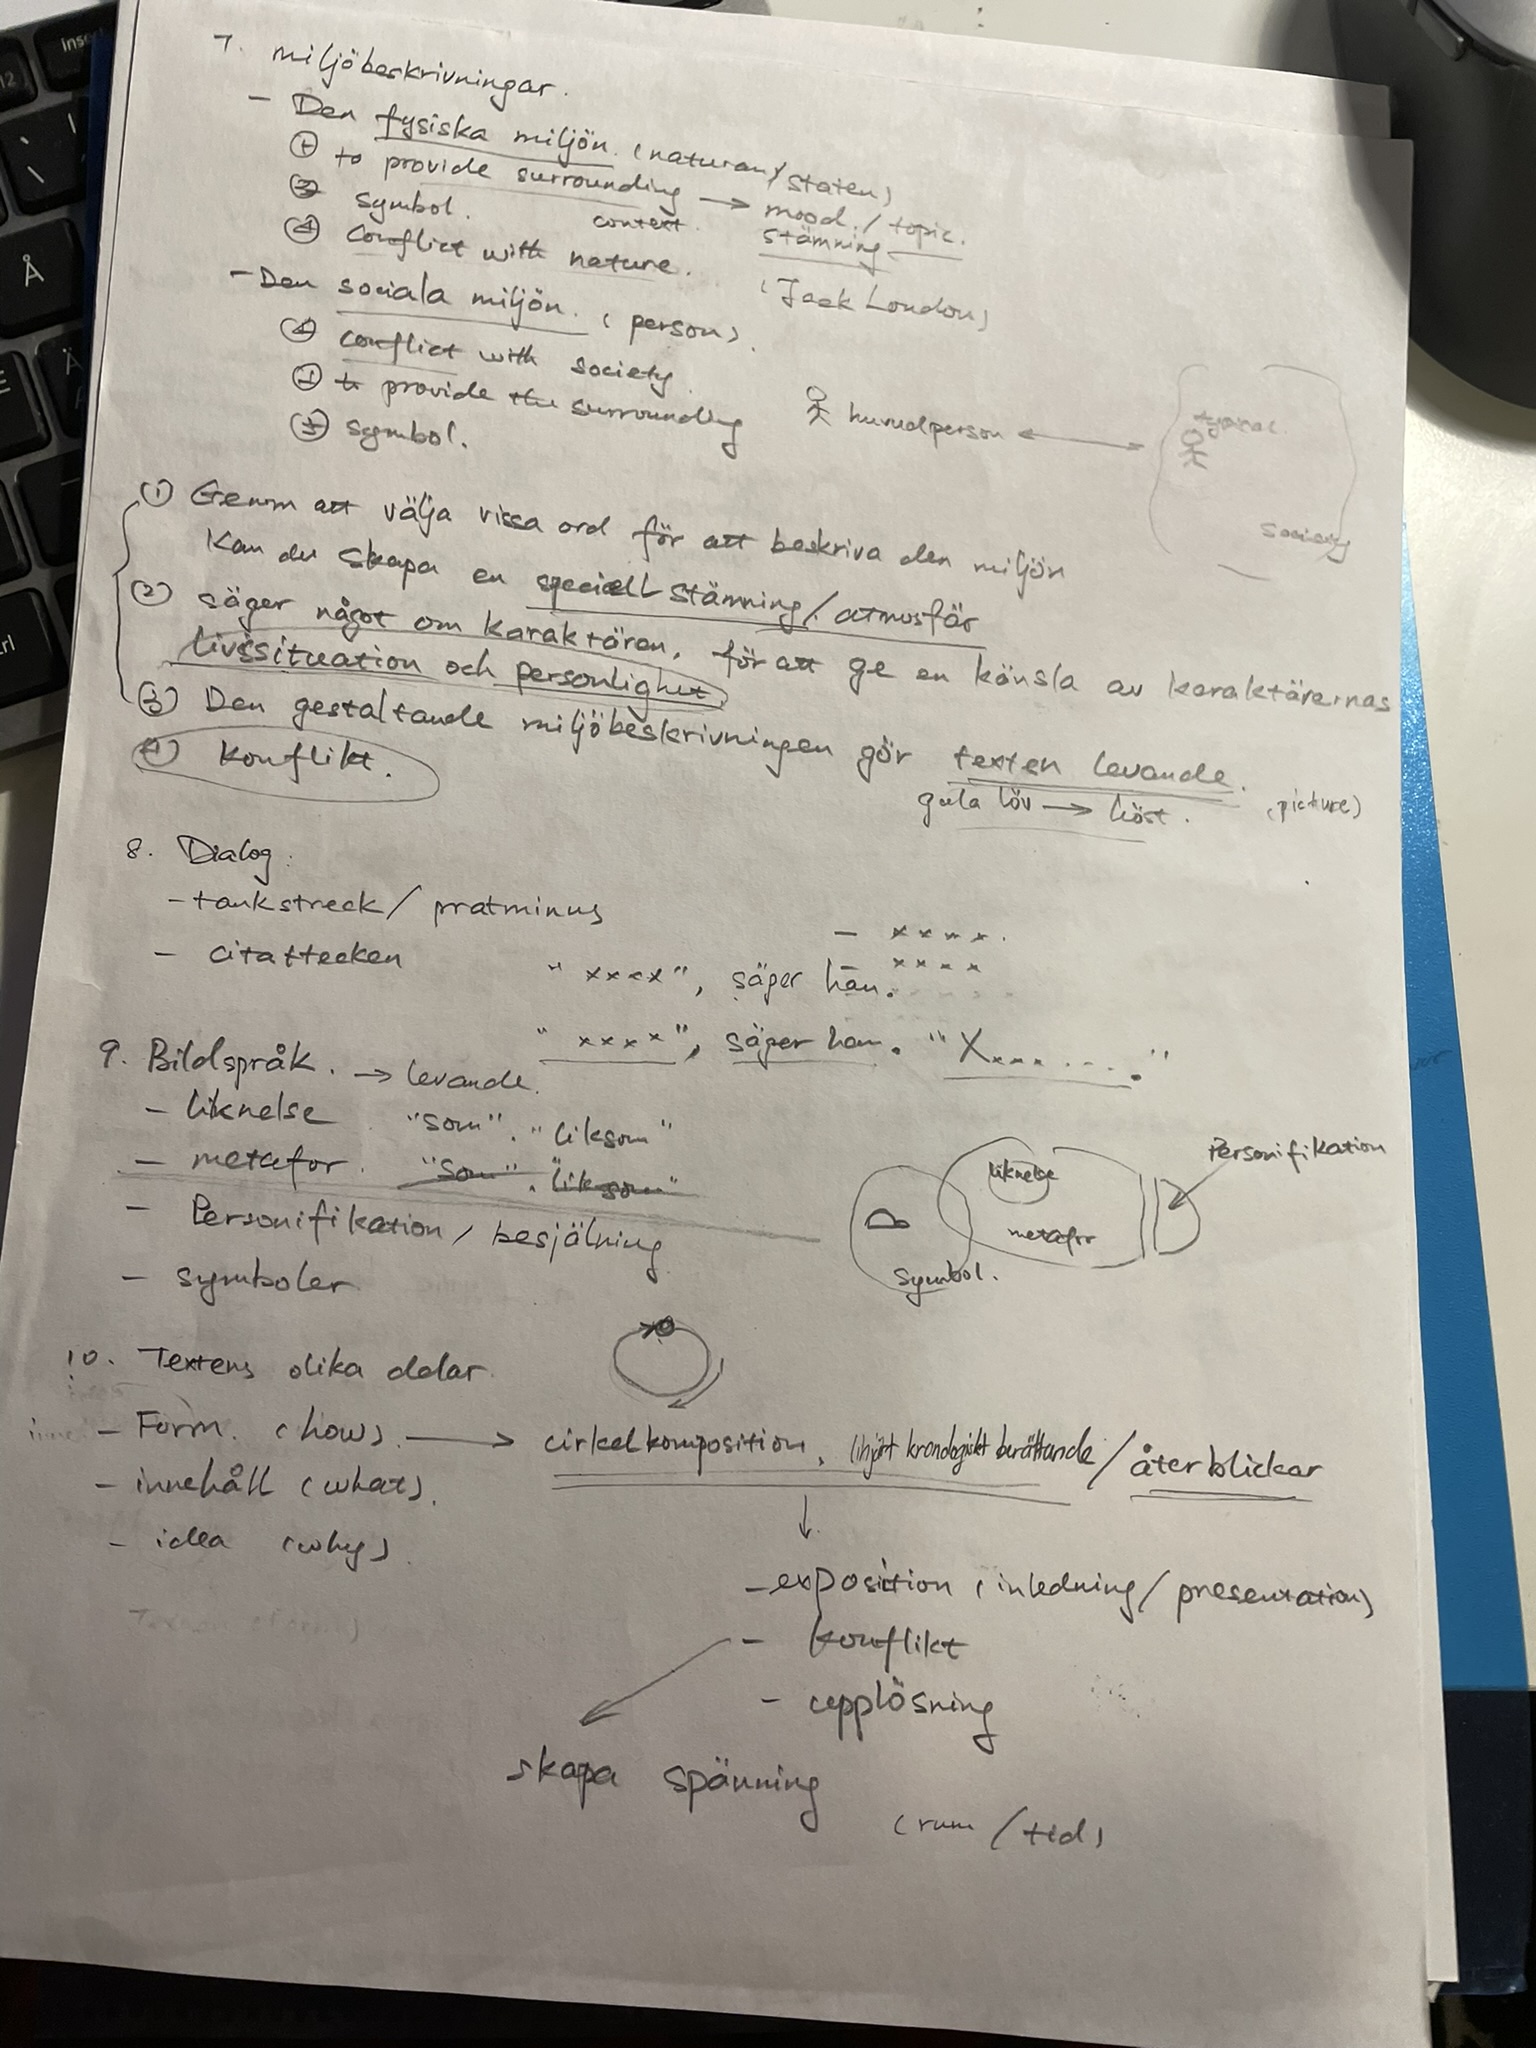 7. miljöbeskrivningar.
- Den fysiska miljön. (naturen/staten)
① to provide surrounding → mood / topic.
context. stämning
③ symbol.
④ conflict with nature. (Jack London)
- Den sociala miljön. (person).
④ conflict with society
① to provide the surrounding
③ symbol.
huvudperson ↔ typical
society
① Genom att välja vissa ord för att beskriva den miljön
kan du skapa en speciell stämning/atmosfär
② säger något om karaktären, för att ge en känsla av karaktärernas
livssituation och personlighet
③ Den gestaltande miljöbeskrivningen gör texten levande.
gula löv → höst. (picture)
④ Konflikt.
8. Dialog:
- tankstreck / pratminus
- xxxx.
- xxxx
- citattecken
"xxxx", säger han.
"xxxx", säger han. "Xxxx ....."
9. Bildspråk. → levande.
- liknelse "som". "liksom"
- metafor. "som". "liksom"
- Personifikation / besjälning
- symboler
Personifikation
liknelse
metafor
symbol.
10. Textens olika delar
- Form. (how). → cirkelkomposition, linjärt kronologiskt berättande / återblickar
- innehåll (what).
- idea (why)
- exposition (inledning/presentation)
- konflikt
- upplösning
skapa spänning
(rum / tid)